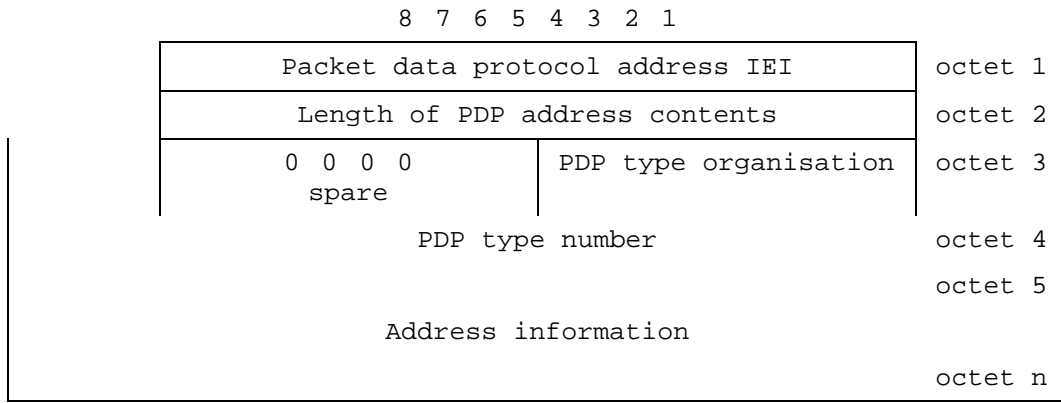 8 7 6 5 4 3 2 1
Packet data protocol address IEI octet 1
Length of PDP address contents octet 2
0 0 0 0 PDP type organisation octet 3
spare
PDP type number octet 4
octet 5
Address information
octet n